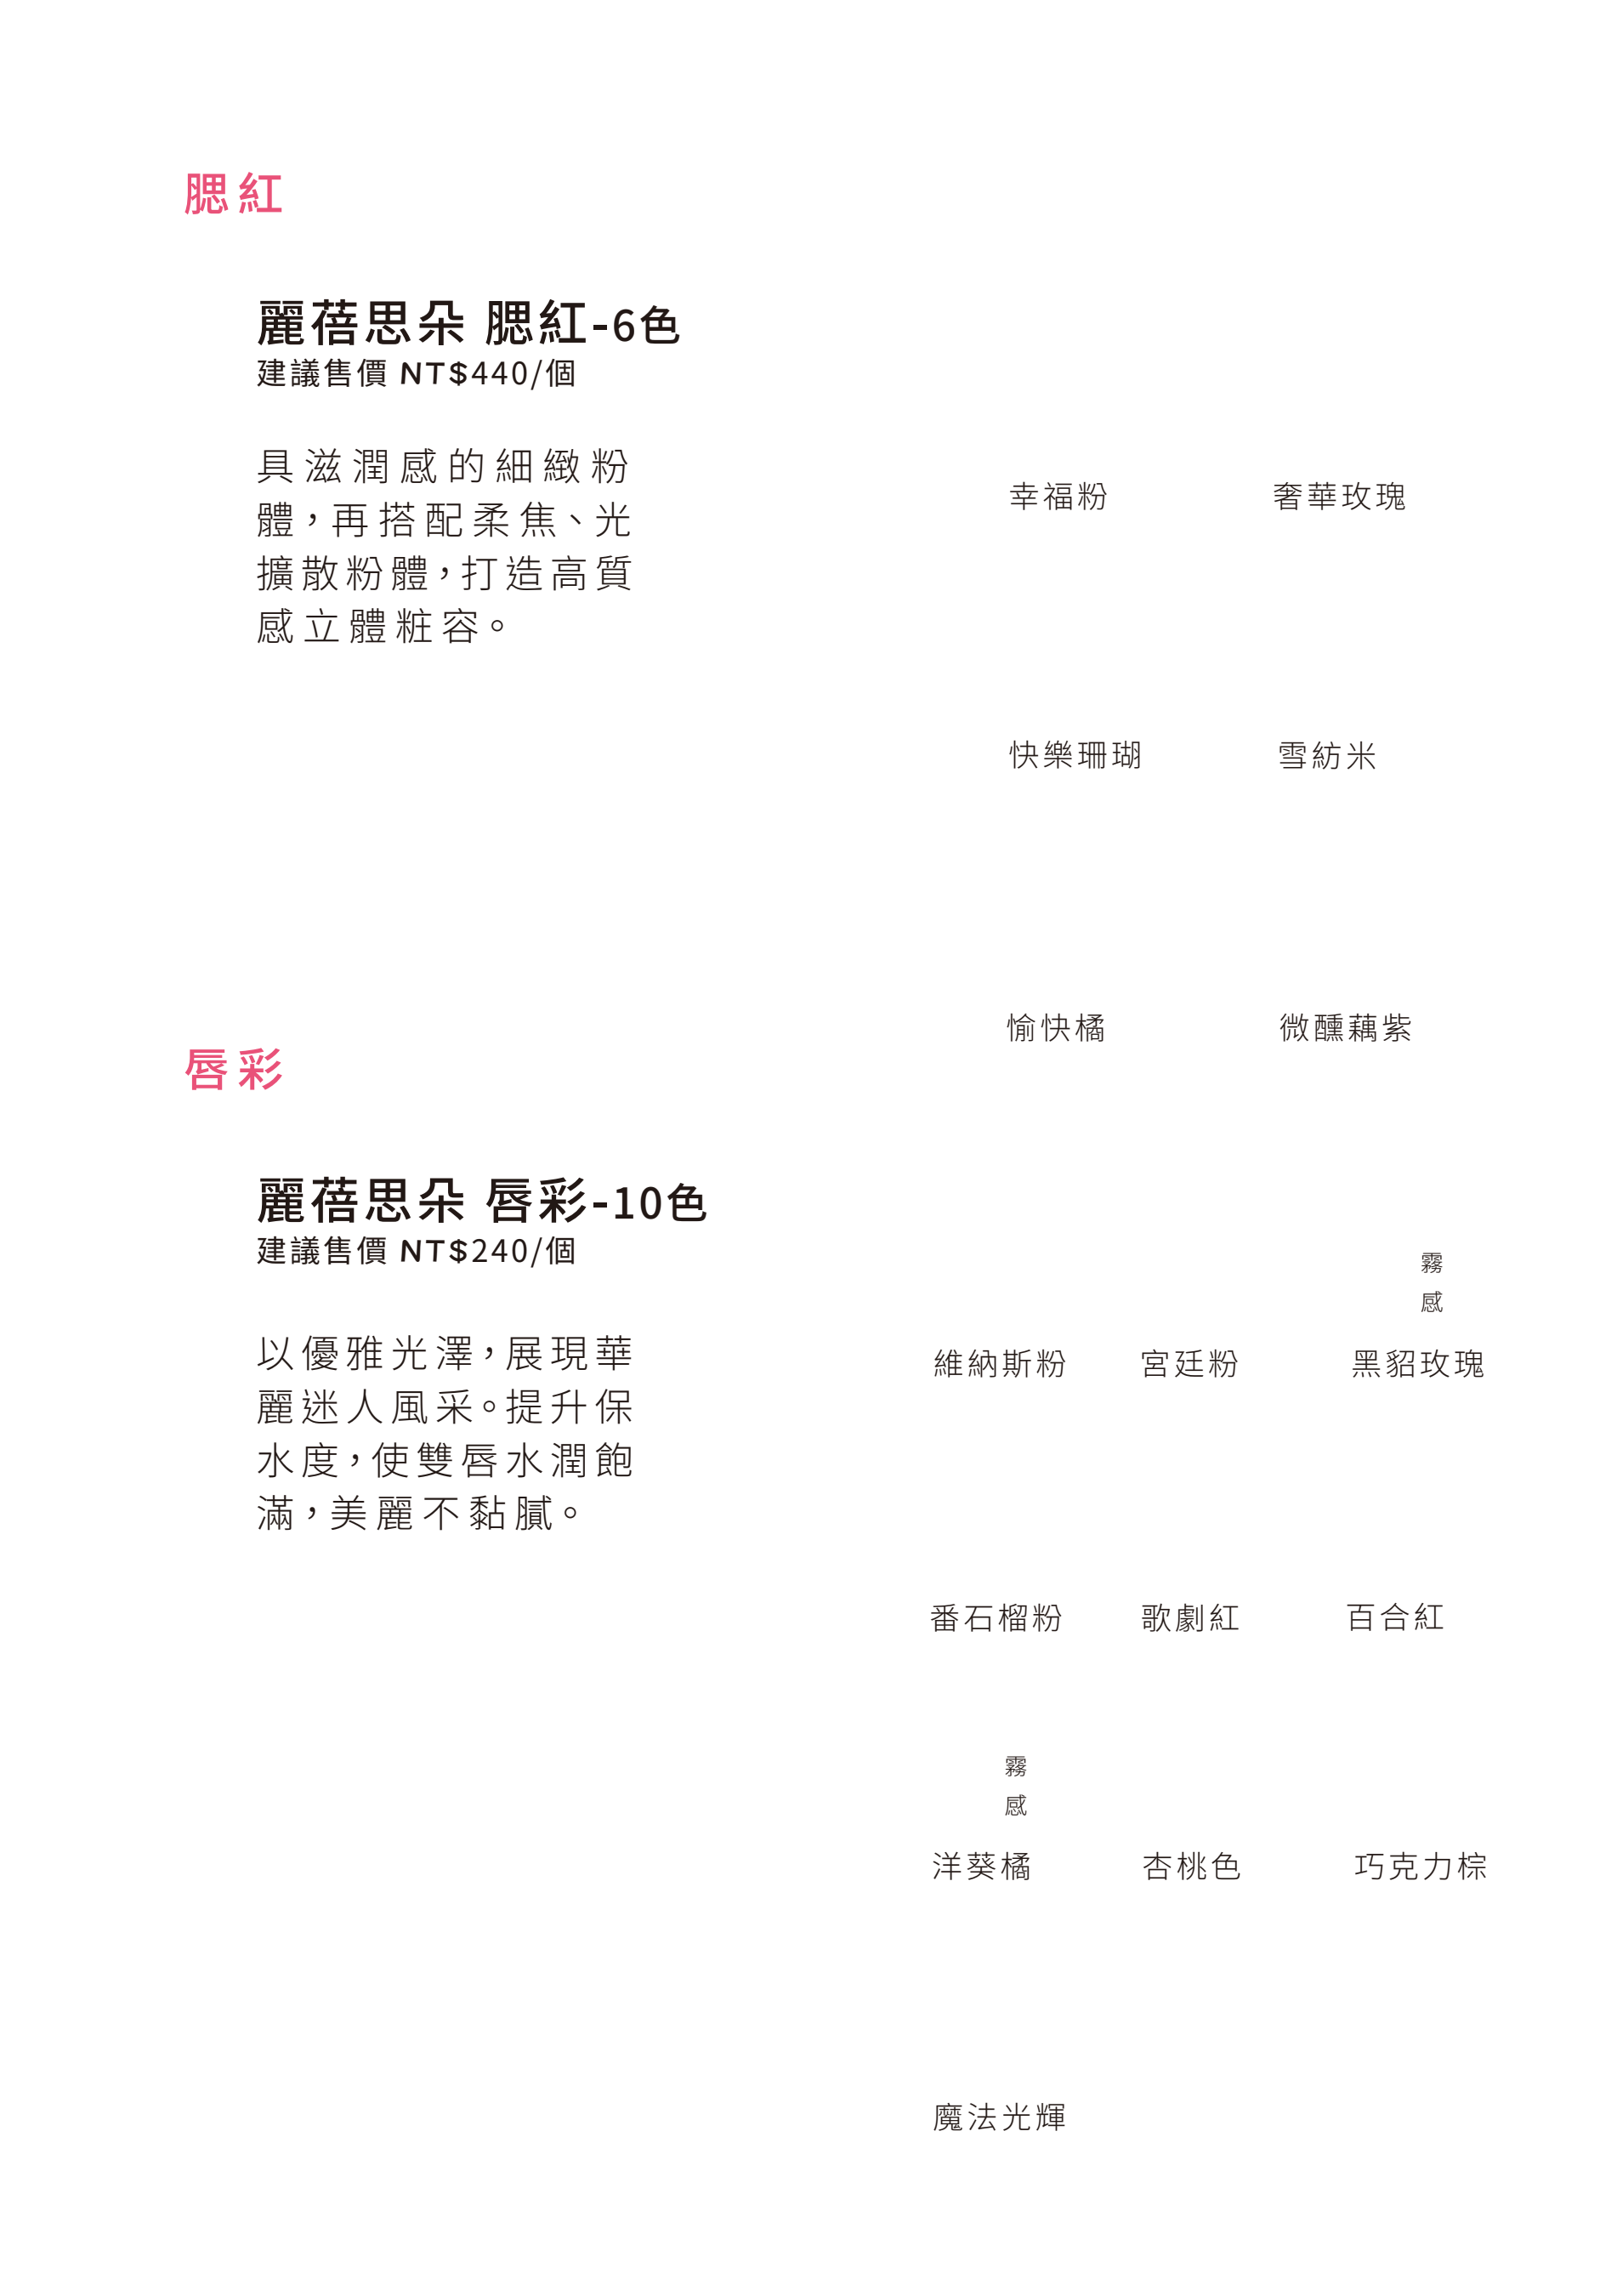 腮紅
麗蓓思朵 腮紅-6色
建議售價 NT$440/個
具滋潤感的細緻粉
體，再搭配柔焦、光
擴散粉體，打造高質
感立體粧容。
幸福粉
奢華玫瑰
快樂珊瑚
雪紡米
愉快橘
微醺藕紫
唇彩
麗蓓思朵 唇彩-10色
建議售價 NT$240/個
以優雅光澤，展現華
麗迷人風采。提升保
水度，使雙唇水潤飽
滿，美麗不黏膩。
維納斯粉
宮廷粉
霧
感
黑貂玫瑰
番石榴粉
歌劇紅
百合紅
霧
感
洋葵橘
杏桃色
巧克力棕
魔法光輝